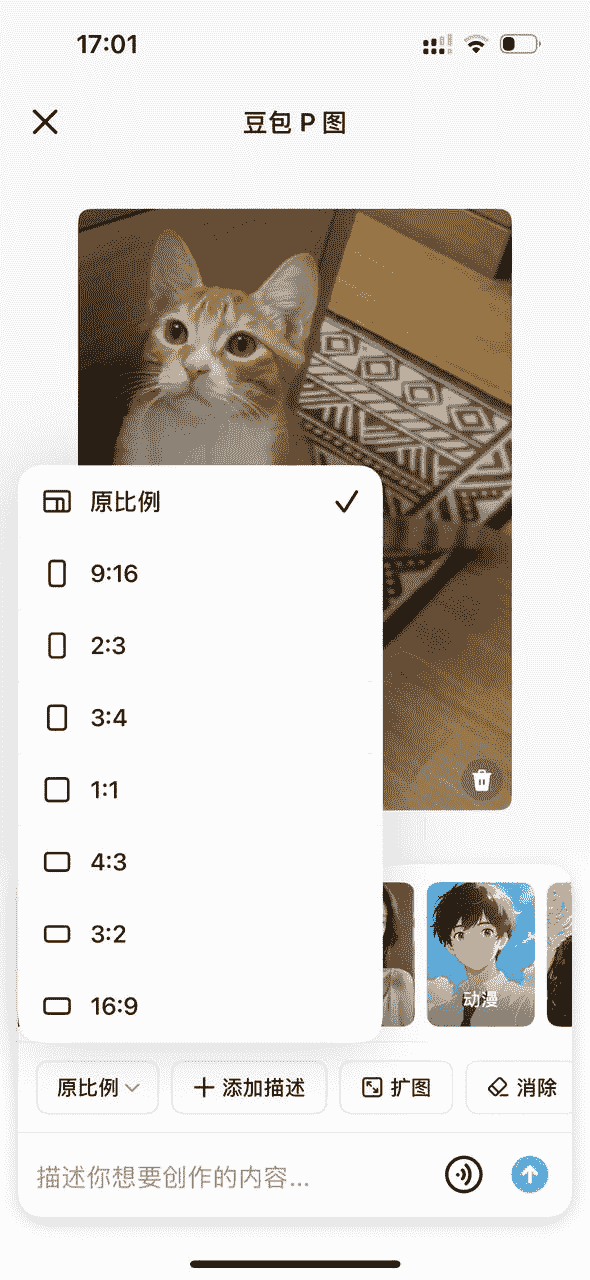 17:01
豆包 P 图
原比例
9:16
2:3
3:4
1:1
4:3
3:2
16:9
动漫
原比例
添加描述
扩图
消除
描述你想要创作的内容...